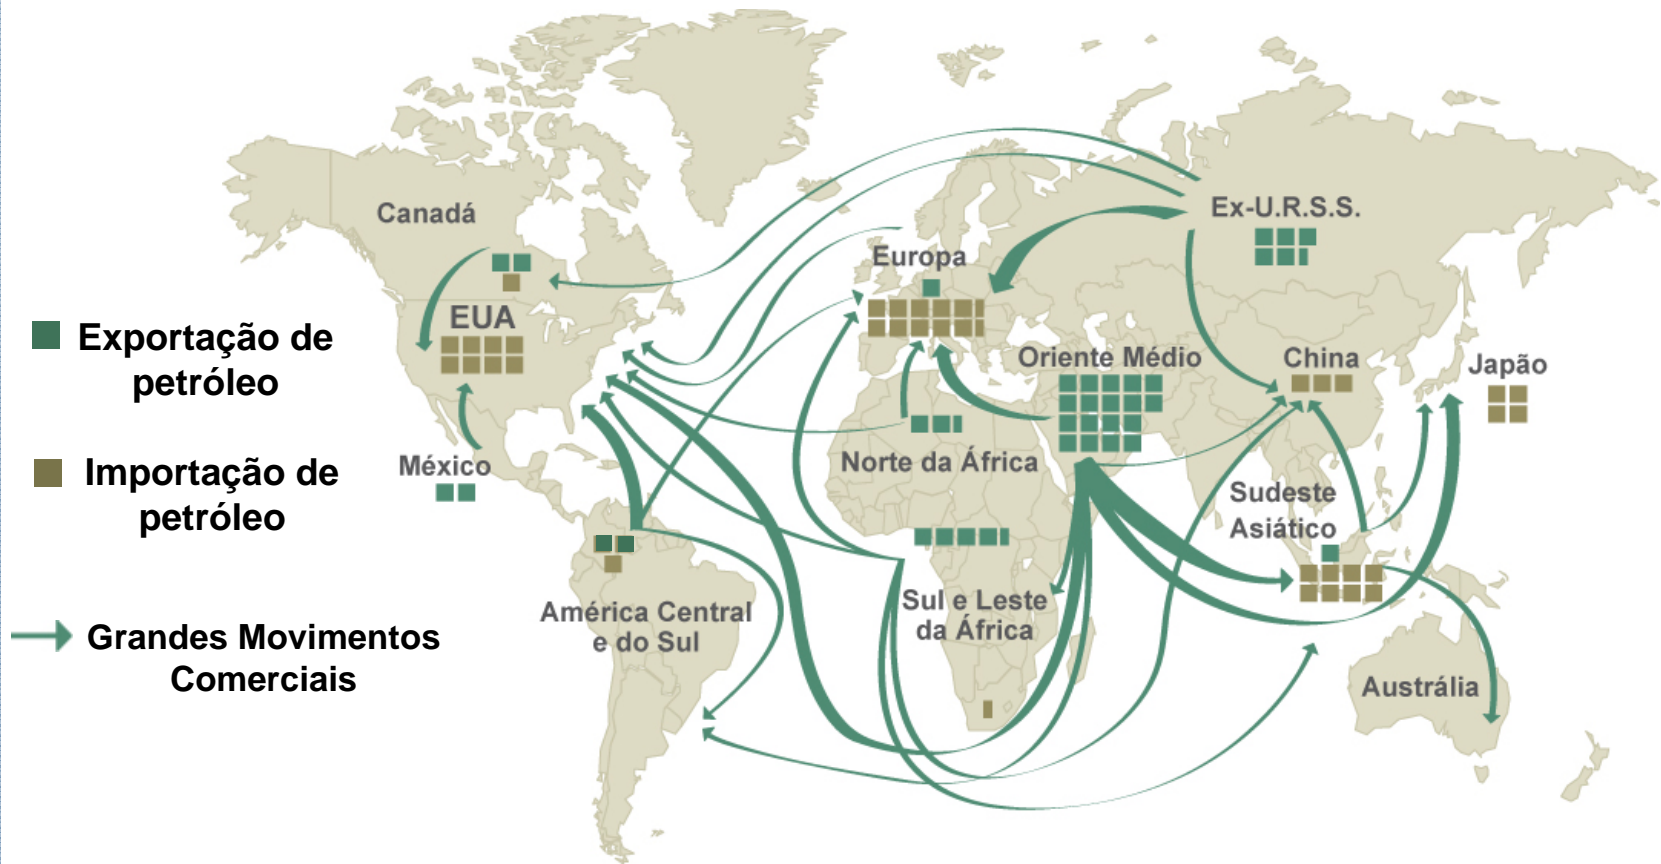 Canadá
Ex-U.R.S.S.
Europa
EUA
Exportação de
petróleo
Oriente Médio
China
Japão
México
Importação de
petróleo
Norte da África
Sudeste
Asiático
América Central
e do Sul
Sul e Leste
da África
Grandes Movimentos
Comerciais
Austrália